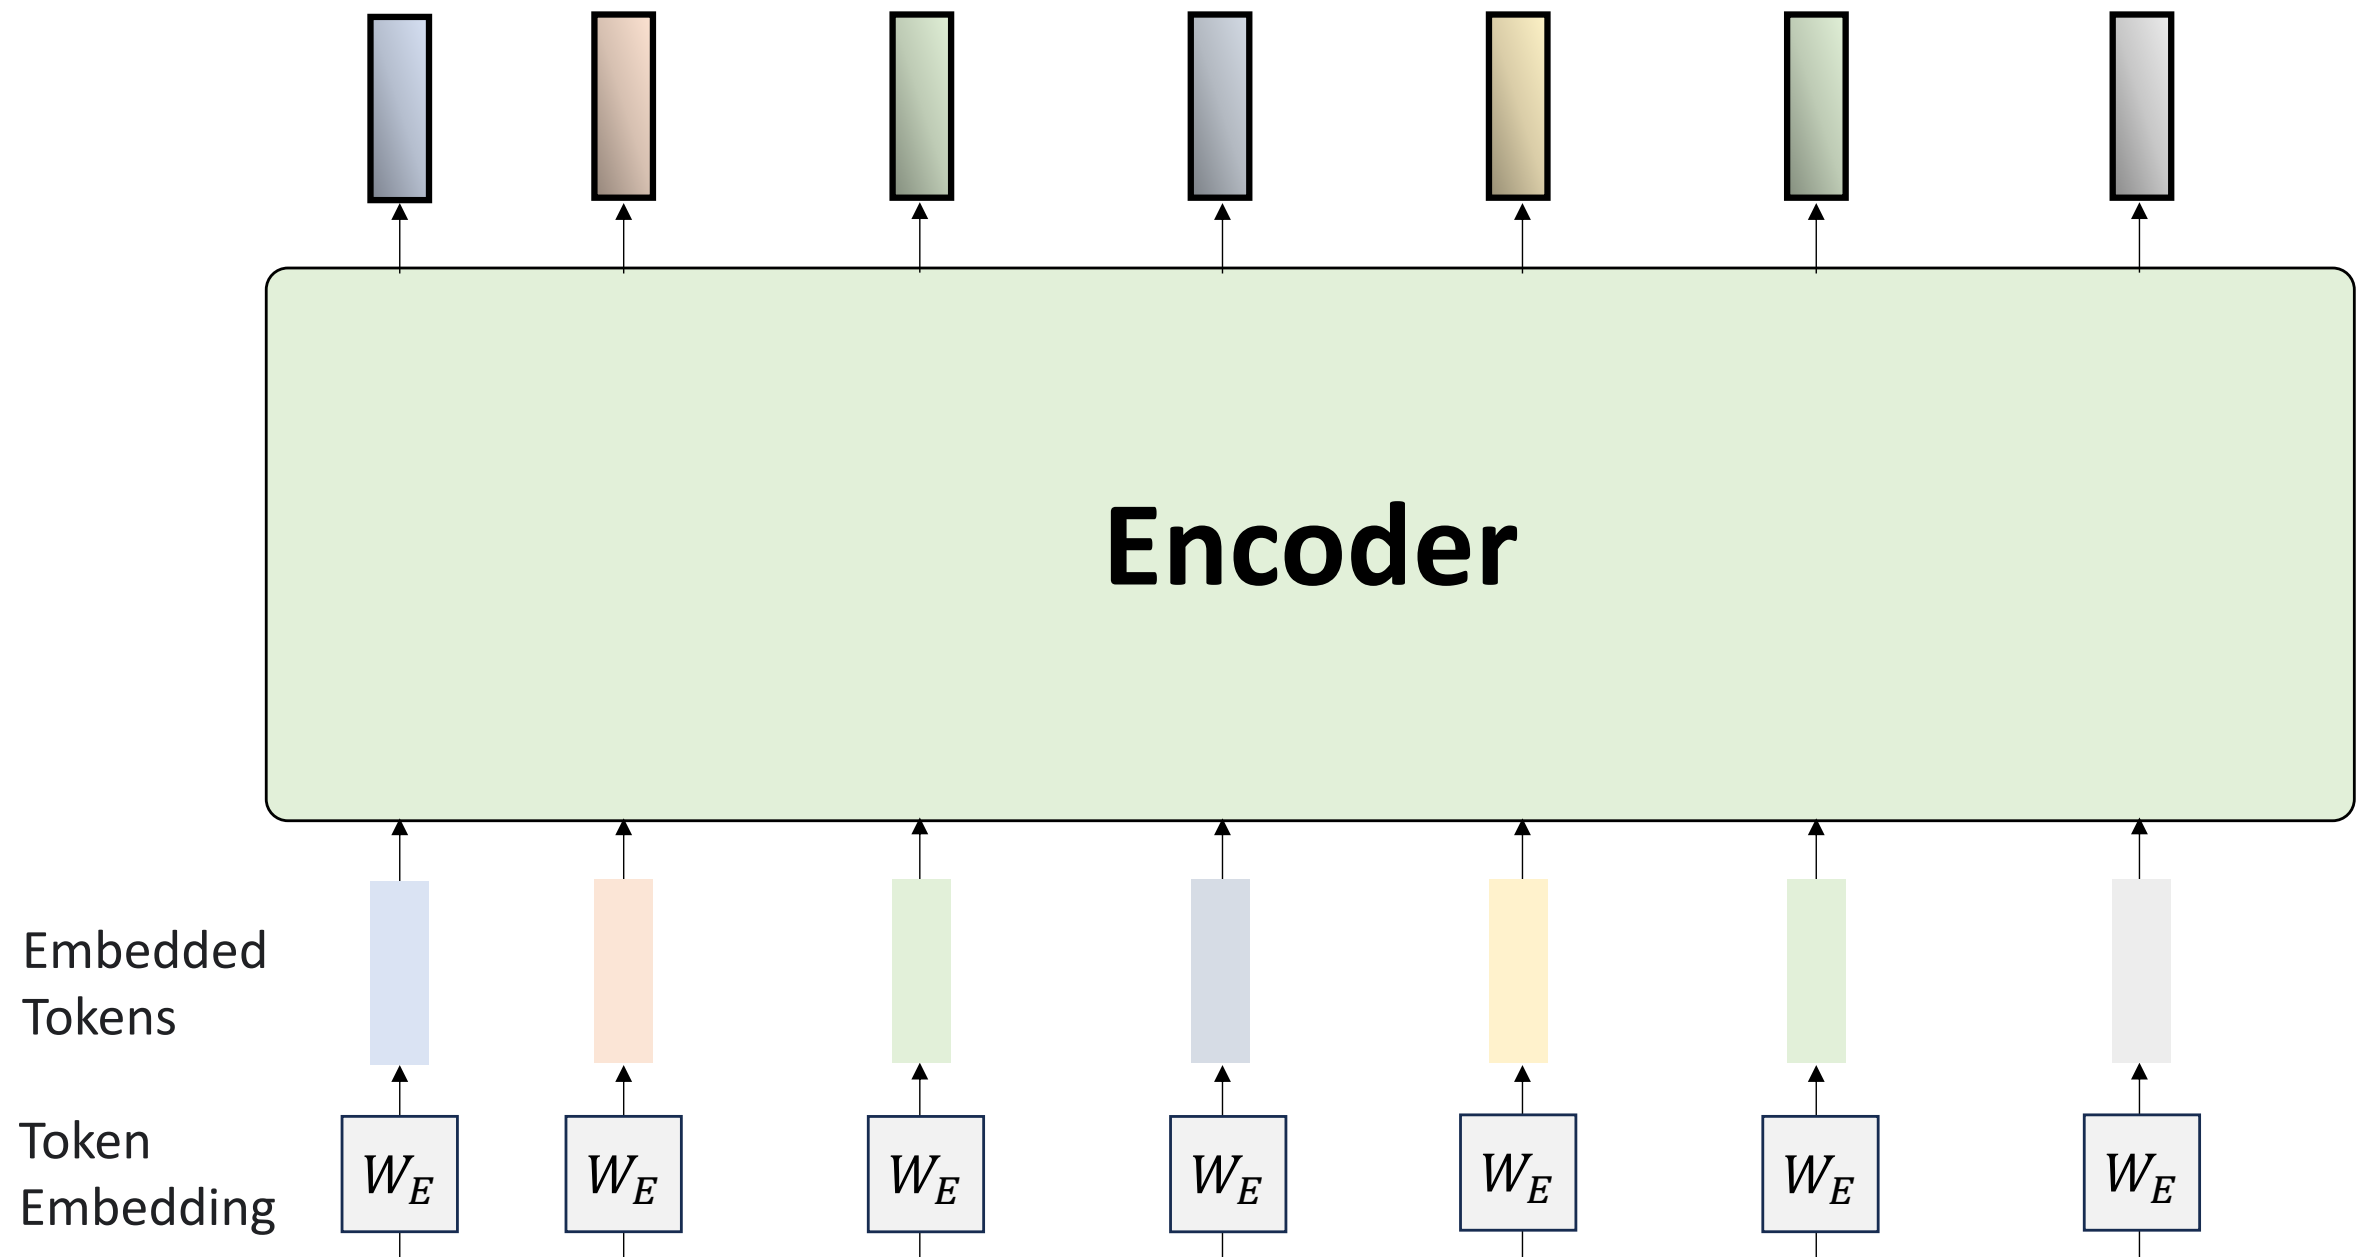 Encoder
Embedded
Tokens
Token
Embedding
W_E W_E W_E W_E W_E W_E W_E